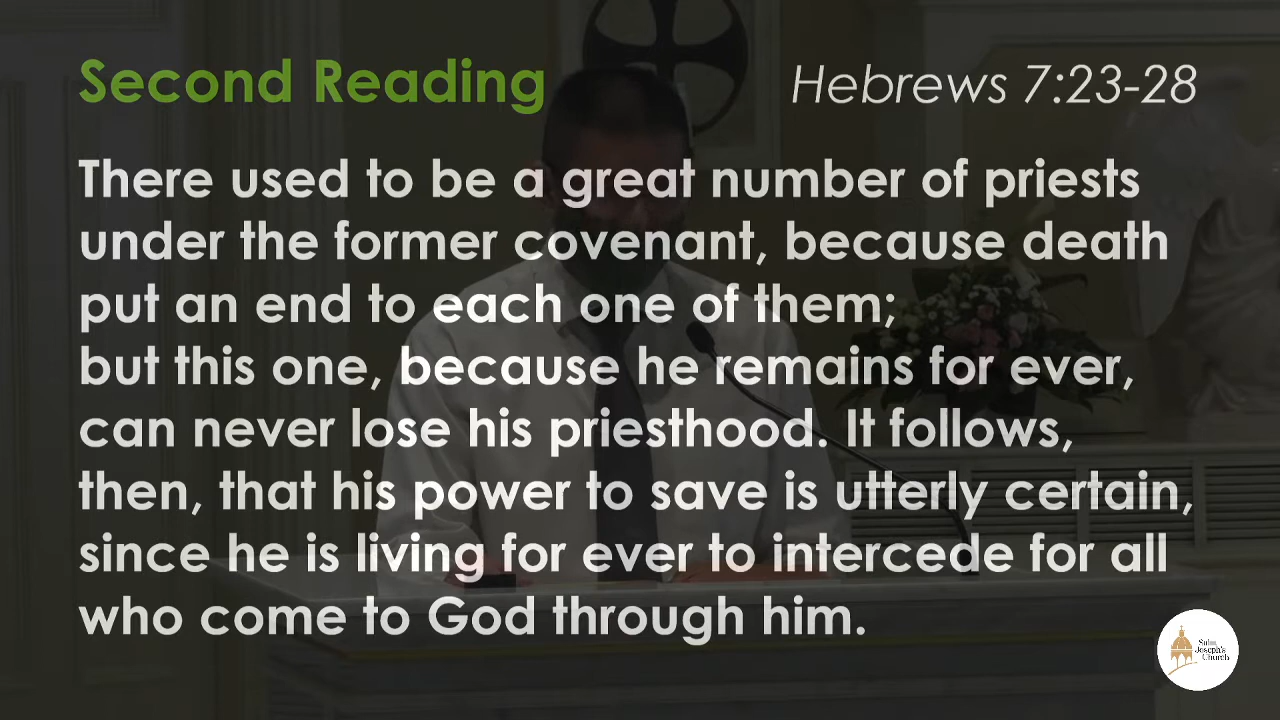 Second Reading
Hebrews 7:23-28
There used to be a great number of priests
under the former covenant, because death
put an end to each one of them;
but this one, because he remains for ever,
can never lose his priesthood. It follows,
then, that his power to save is utterly certain,
since he is living for ever to intercede for all
who come to God through him.
Saint
Joseph's
Church